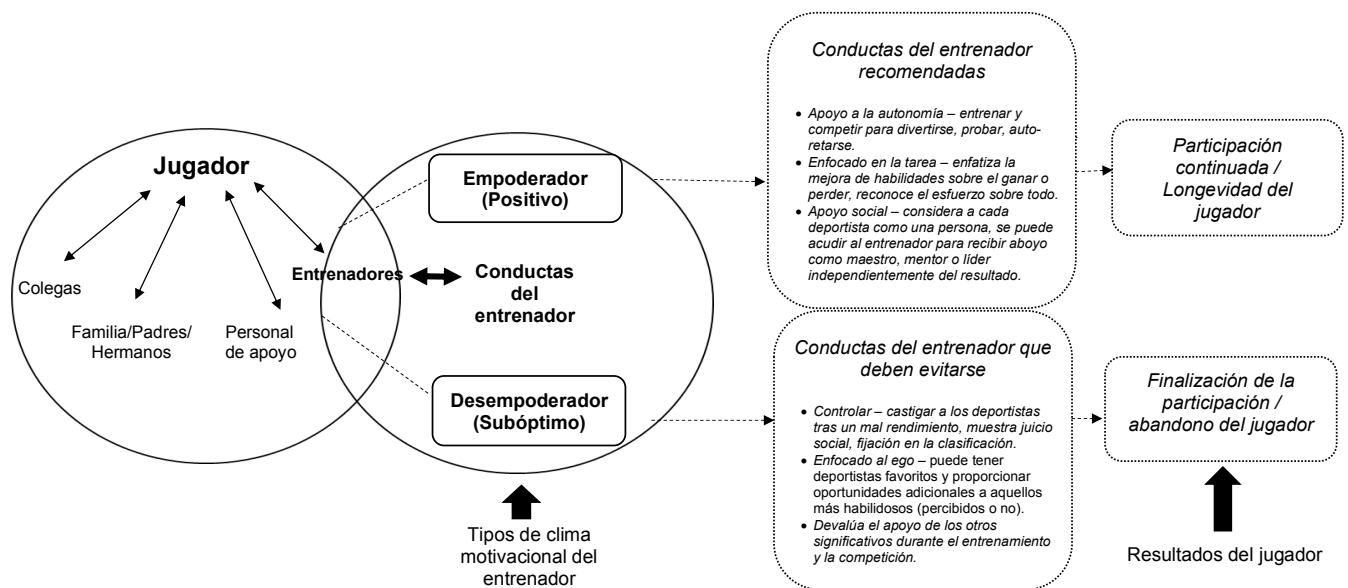 Jugador
Colegas
Familia/Padres/
Hermanos
Personal
de apoyo
Entrenadores
Empoderador
(Positivo)
Conductas
del
entrenador
Desempoderador
(Subóptimo)
Tipos de clima
motivacional del
entrenador
Conductas del entrenador
recomendadas
• Apoyo a la autonomía – entrenar y
competir para divertirse, probar, auto-
retarse.
• Enfocado en la tarea – enfatiza la
mejora de habilidades sobre el ganar o
perder, reconoce el esfuerzo sobre todo.
• Apoyo social – considera a cada
deportista como una persona, se puede
acudir al entrenador para recibir aboyo
como maestro, mentor o líder
independientemente del resultado.
Participación
continuada /
Longevidad del
jugador
Conductas del entrenador que
deben evitarse
• Controlar – castigar a los deportistas
tras un mal rendimiento, muestra juicio
social, fijación en la clasificación.
• Enfocado al ego – puede tener
deportistas favoritos y proporcionar
oportunidades adicionales a aquellos
más habilidosos (percibidos o no).
• Devalúa el apoyo de los otros
significativos durante el entrenamiento
y la competición.
Finalización de la
participación /
abandono del jugador
Resultados del jugador